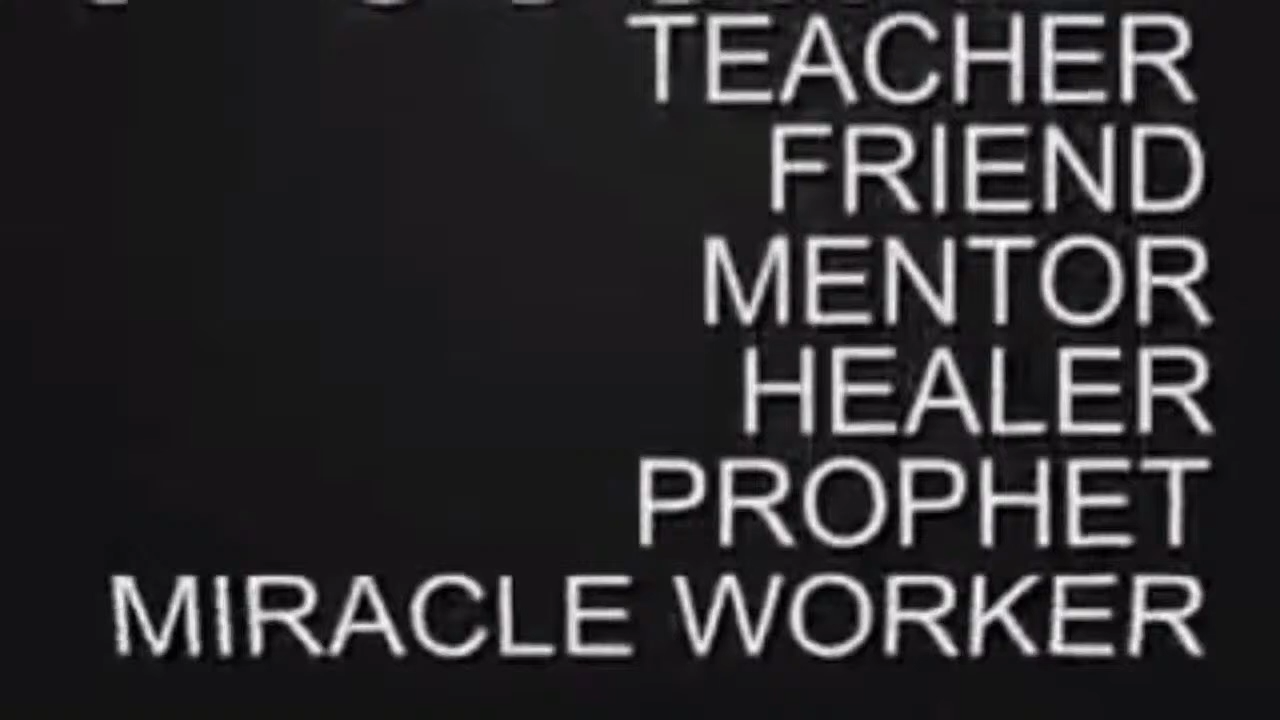 TEACHER
FRIEND
MENTOR
HEALER
PROPHET
MIRACLE WORKER